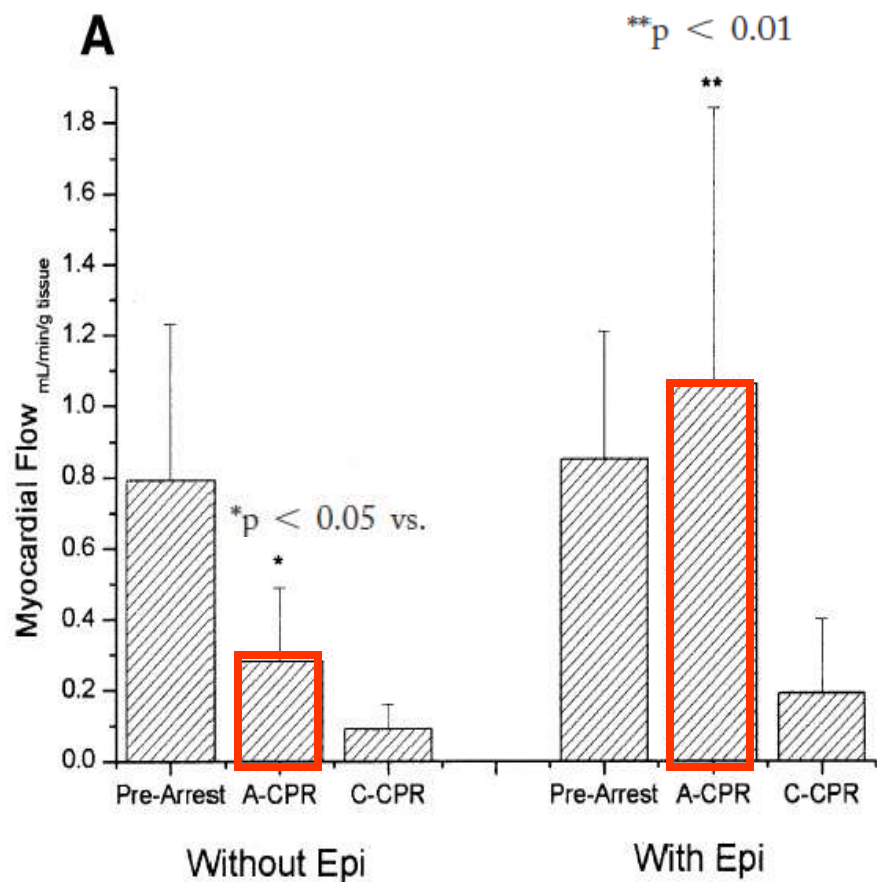 A
**p < 0.01
**
1.8
1.6
1.4
1.2
1.0
0.8
0.6
0.4
0.2
0.0
Myocardial Flow mL/min/g tissue
*p < 0.05 vs.
*
Pre-Arrest A-CPR C-CPR Pre-Arrest A-CPR C-CPR
Without Epi With Epi